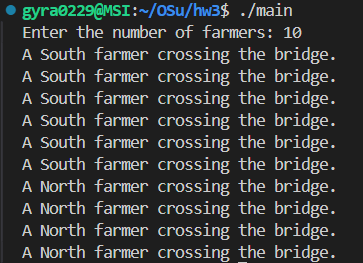 gyra0229@MSI:~/OSu/hw3$ ./main
Enter the number of farmers: 10
A South farmer crossing the bridge.
A South farmer crossing the bridge.
A South farmer crossing the bridge.
A South farmer crossing the bridge.
A South farmer crossing the bridge.
A South farmer crossing the bridge.
A North farmer crossing the bridge.
A North farmer crossing the bridge.
A North farmer crossing the bridge.
A North farmer crossing the bridge.